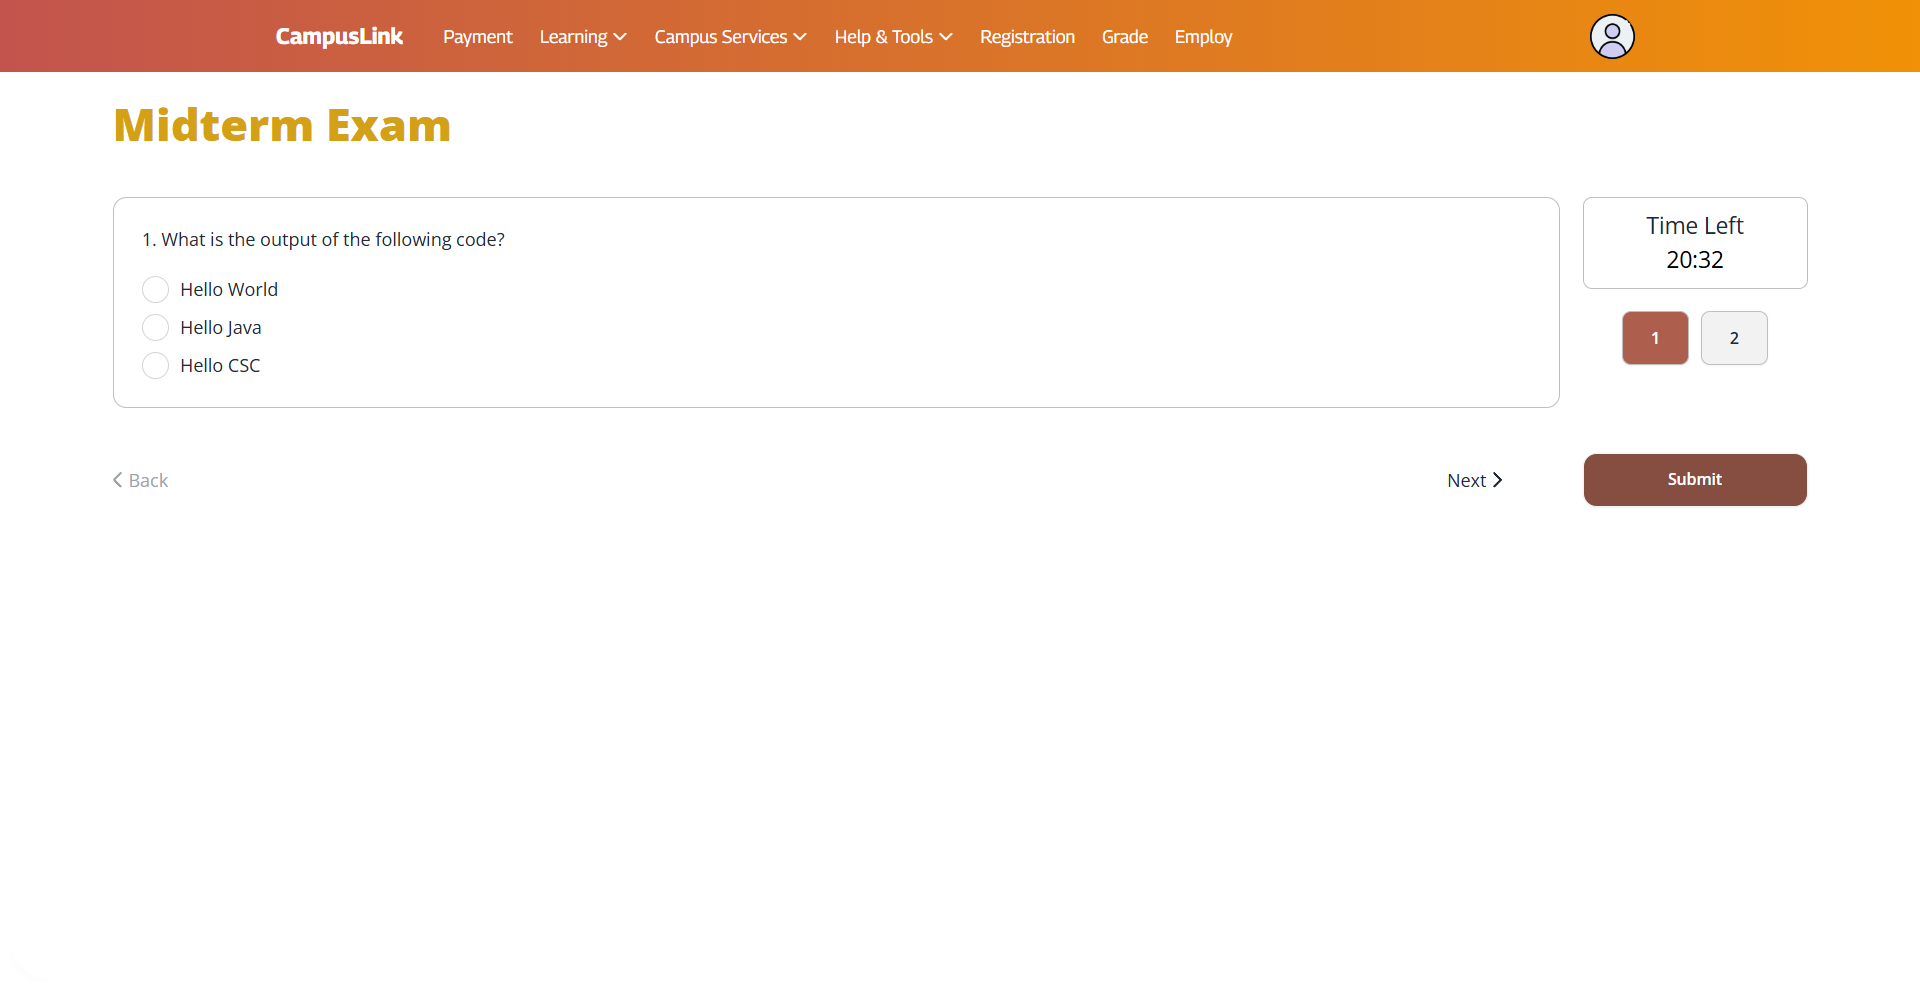 CampusLink Payment Learning Campus Services Help & Tools Registration Grade Employ
Midterm Exam
1. What is the output of the following code?
Hello World
Hello Java
Hello CSC
Time Left
20:32
1 2
Back
Next
Submit